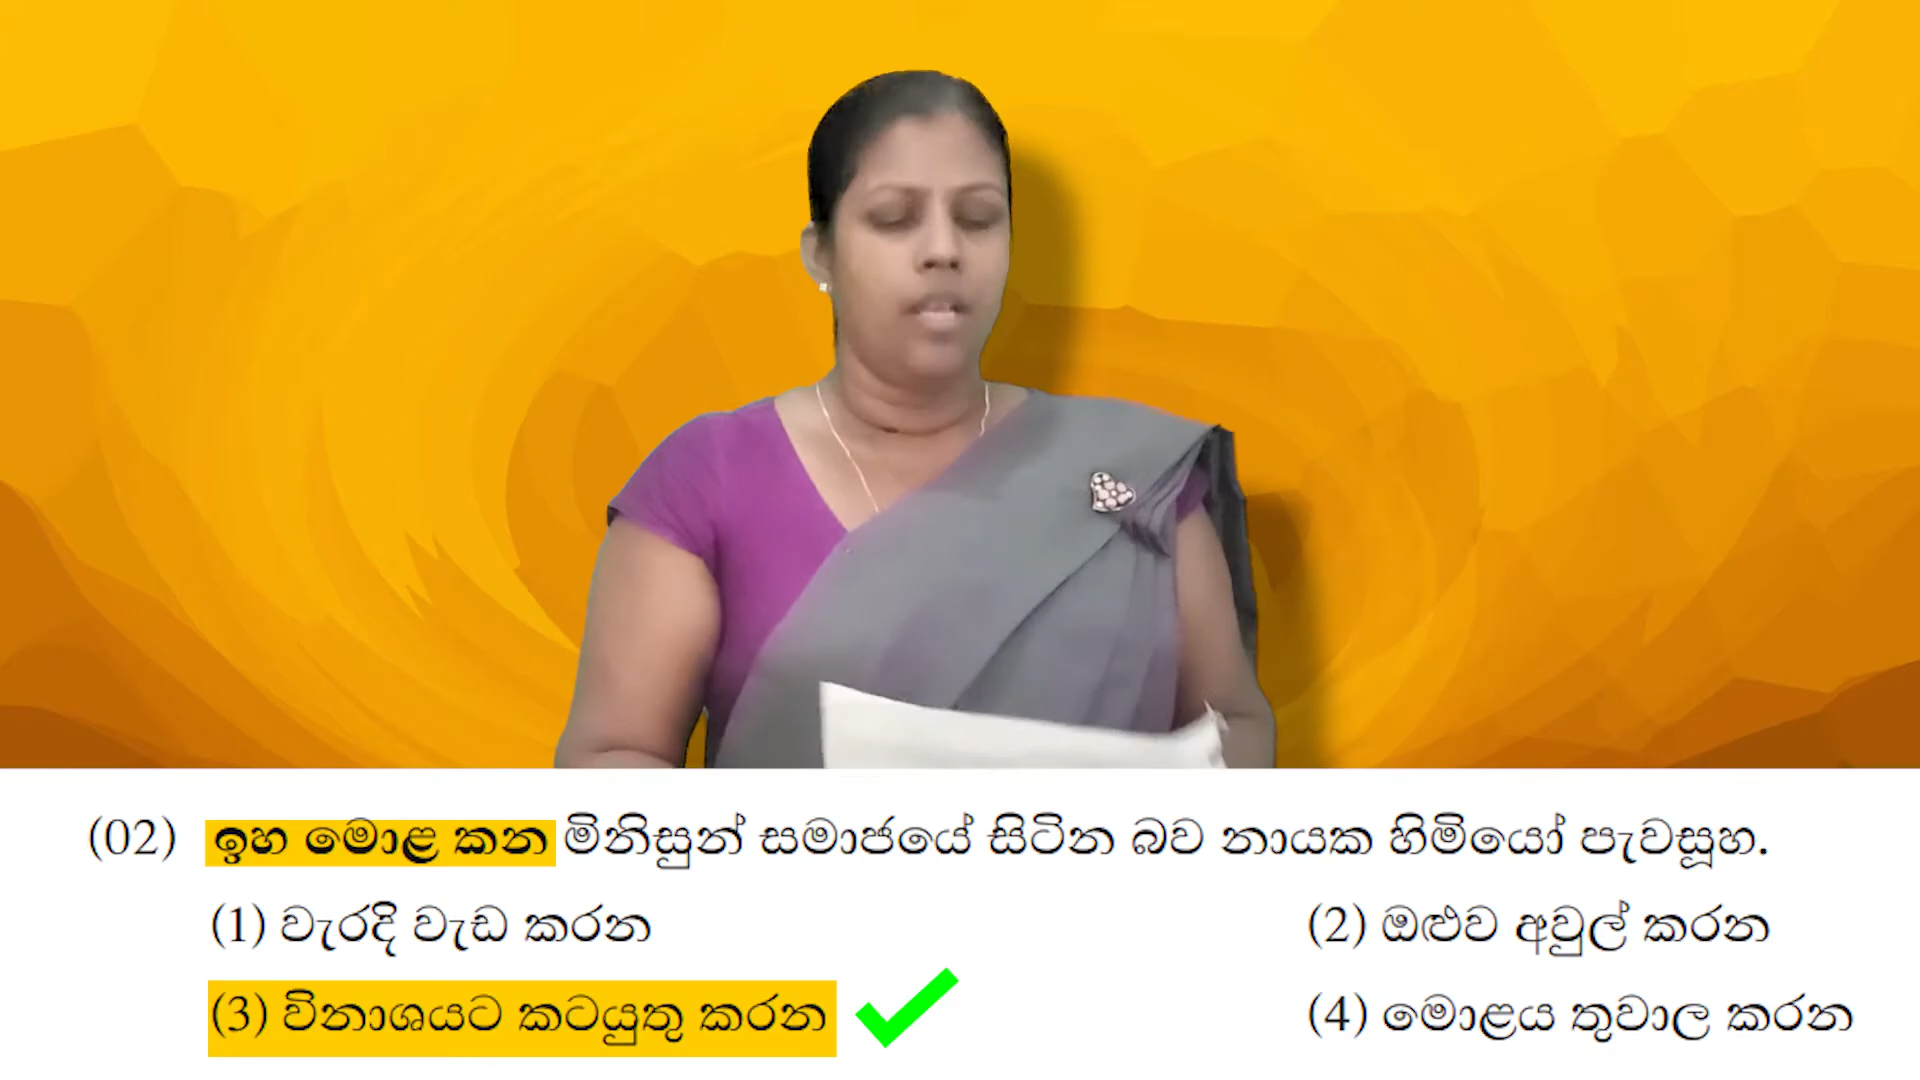 (02) ඉහ මොළ කන මිනිසුන් සමාජයේ සිටින බව නායක හිමියෝ පැවසූහ.
(1) වැරදි වැඩ කරන (2) ඔළුව අවුල් කරන
(3) විනාශයට කටයුතු කරන (4) මොළය තුවාල කරන